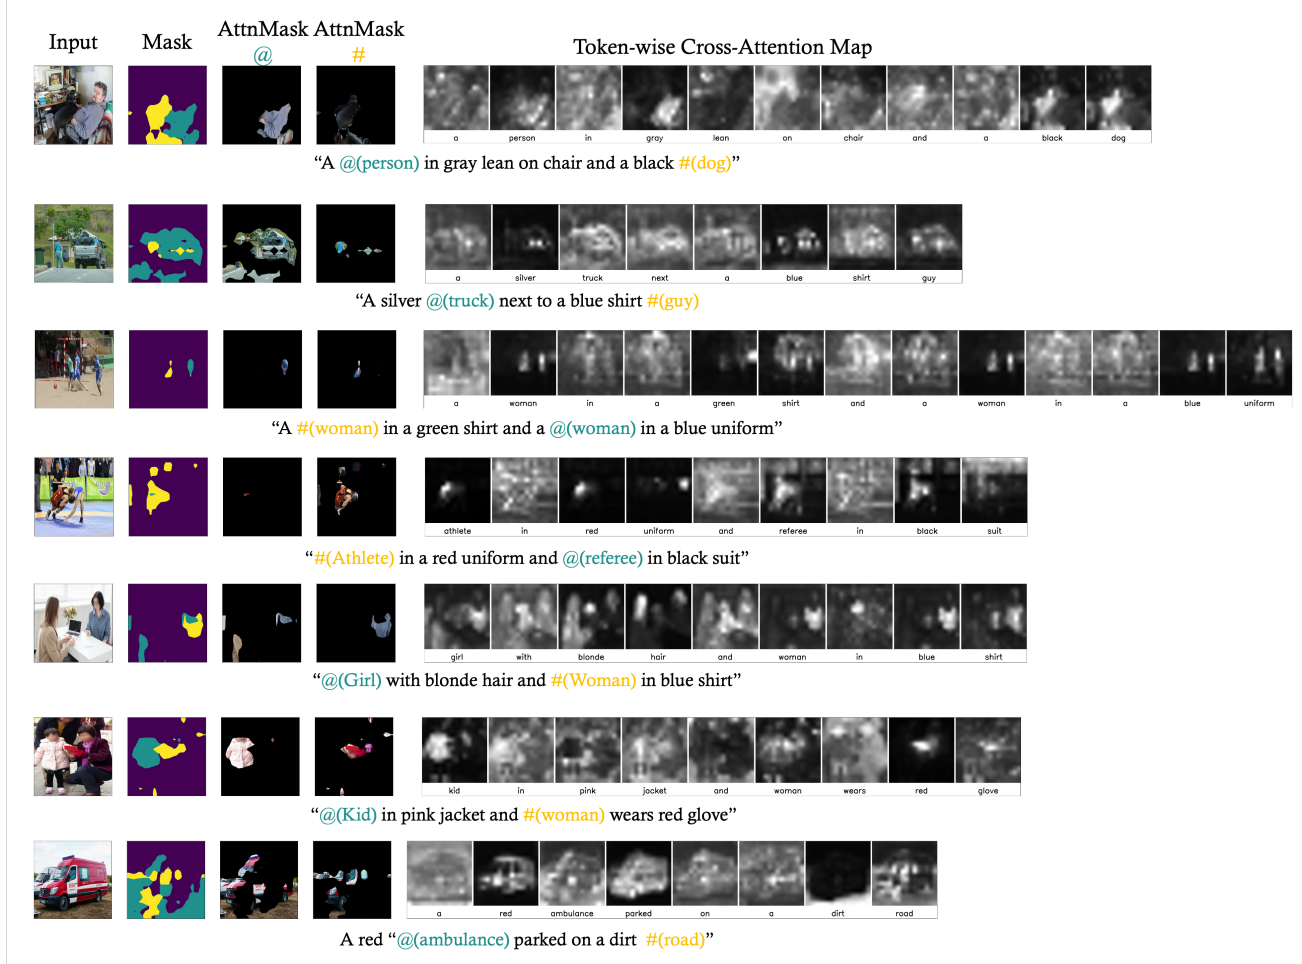 Input Mask AttnMask @ AttnMask # Token-wise Cross-Attention Map
a person in gray lean on chair and a black dog
“A @(person) in gray lean on chair and a black #(dog)”
a silver truck next a blue shirt guy
“A silver @(truck) next to a blue shirt #(guy)
a woman in a green shirt and a woman in a blue uniform
“A #(woman) in a green shirt and a @(woman) in a blue uniform”
athlete in red uniform and referee in black suit
“#(Athlete) in a red uniform and @(referee) in black suit”
girl with blonde hair and woman in blue shirt
“@(Girl) with blonde hair and #(Woman) in blue shirt”
kid in pink jacket and woman wears red glove
“@(Kid) in pink jacket and #(woman) wears red glove”
a red ambulance parked on a dirt road
A red “@(ambulance) parked on a dirt #(road)”